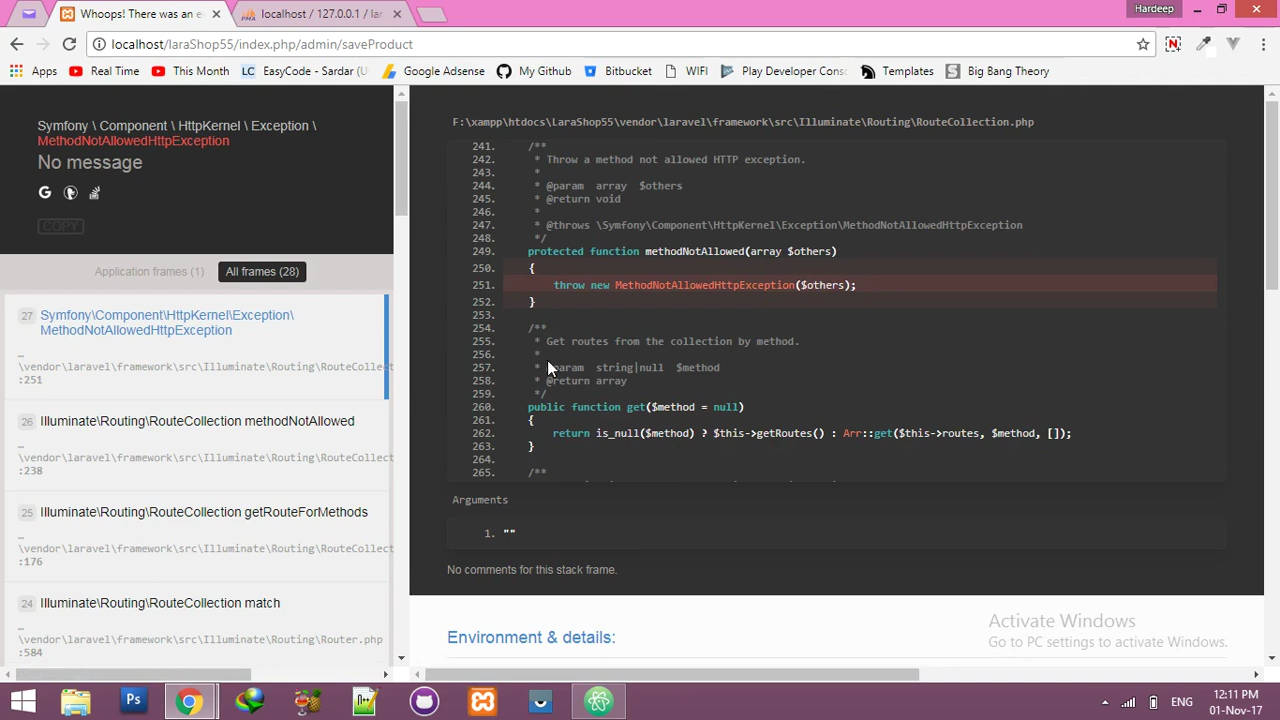 Whoops! There was an e
localhost / 127.0.0.1 / lar
Hardeep
localhost/laraShop55/index.php/admin/saveProduct
Apps
Real Time
This Month
EasyCode - Sardar (U
Google Adsense
My Github
Bitbucket
WIFI
Play Developer Cons
Templates
Big Bang Theory
Symfony \ Component \ HttpKernel \ Exception \
MethodNotAllowedHttpException
No message
COPY
Application frames (1)
All frames (28)
27 Symfony\Component\HttpKernel\Exception\
MethodNotAllowedHttpException
…
\vendor\laravel\framework\src\Illuminate\Routing\RouteCollect
:251
26 Illuminate\Routing\RouteCollection methodNotAllowed
…
\vendor\laravel\framework\src\Illuminate\Routing\RouteCollect
:238
25 Illuminate\Routing\RouteCollection getRouteForMethods
…
\vendor\laravel\framework\src\Illuminate\Routing\RouteCollect
:176
24 Illuminate\Routing\RouteCollection match
…
\vendor\laravel\framework\src\Illuminate\Routing\Router.php
:584
F:\xampp\htdocs\LaraShop55\vendor\laravel\framework\src\Illuminate\Routing\RouteCollection.php
241. /**
242. * Throw a method not allowed HTTP exception.
243. *
244. * @param array $others
245. * @return void
246. *
247. * @throws \Symfony\Component\HttpKernel\Exception\MethodNotAllowedHttpException
248. */
249. protected function methodNotAllowed(array $others)
250. {
251. throw new MethodNotAllowedHttpException($others);
252. }
253.
254. /**
255. * Get routes from the collection by method.
256. *
257. * @param string|null $method
258. * @return array
259. */
260. public function get($method = null)
261. {
262. return is_null($method) ? $this->getRoutes() : Arr::get($this->routes, $method, []);
263. }
264.
265. /**
Arguments
1. ""
No comments for this stack frame.
Environment & details:
Activate Windows
Go to PC settings to activate Windows.
Ps
ENG
12:11 PM
01-Nov-17